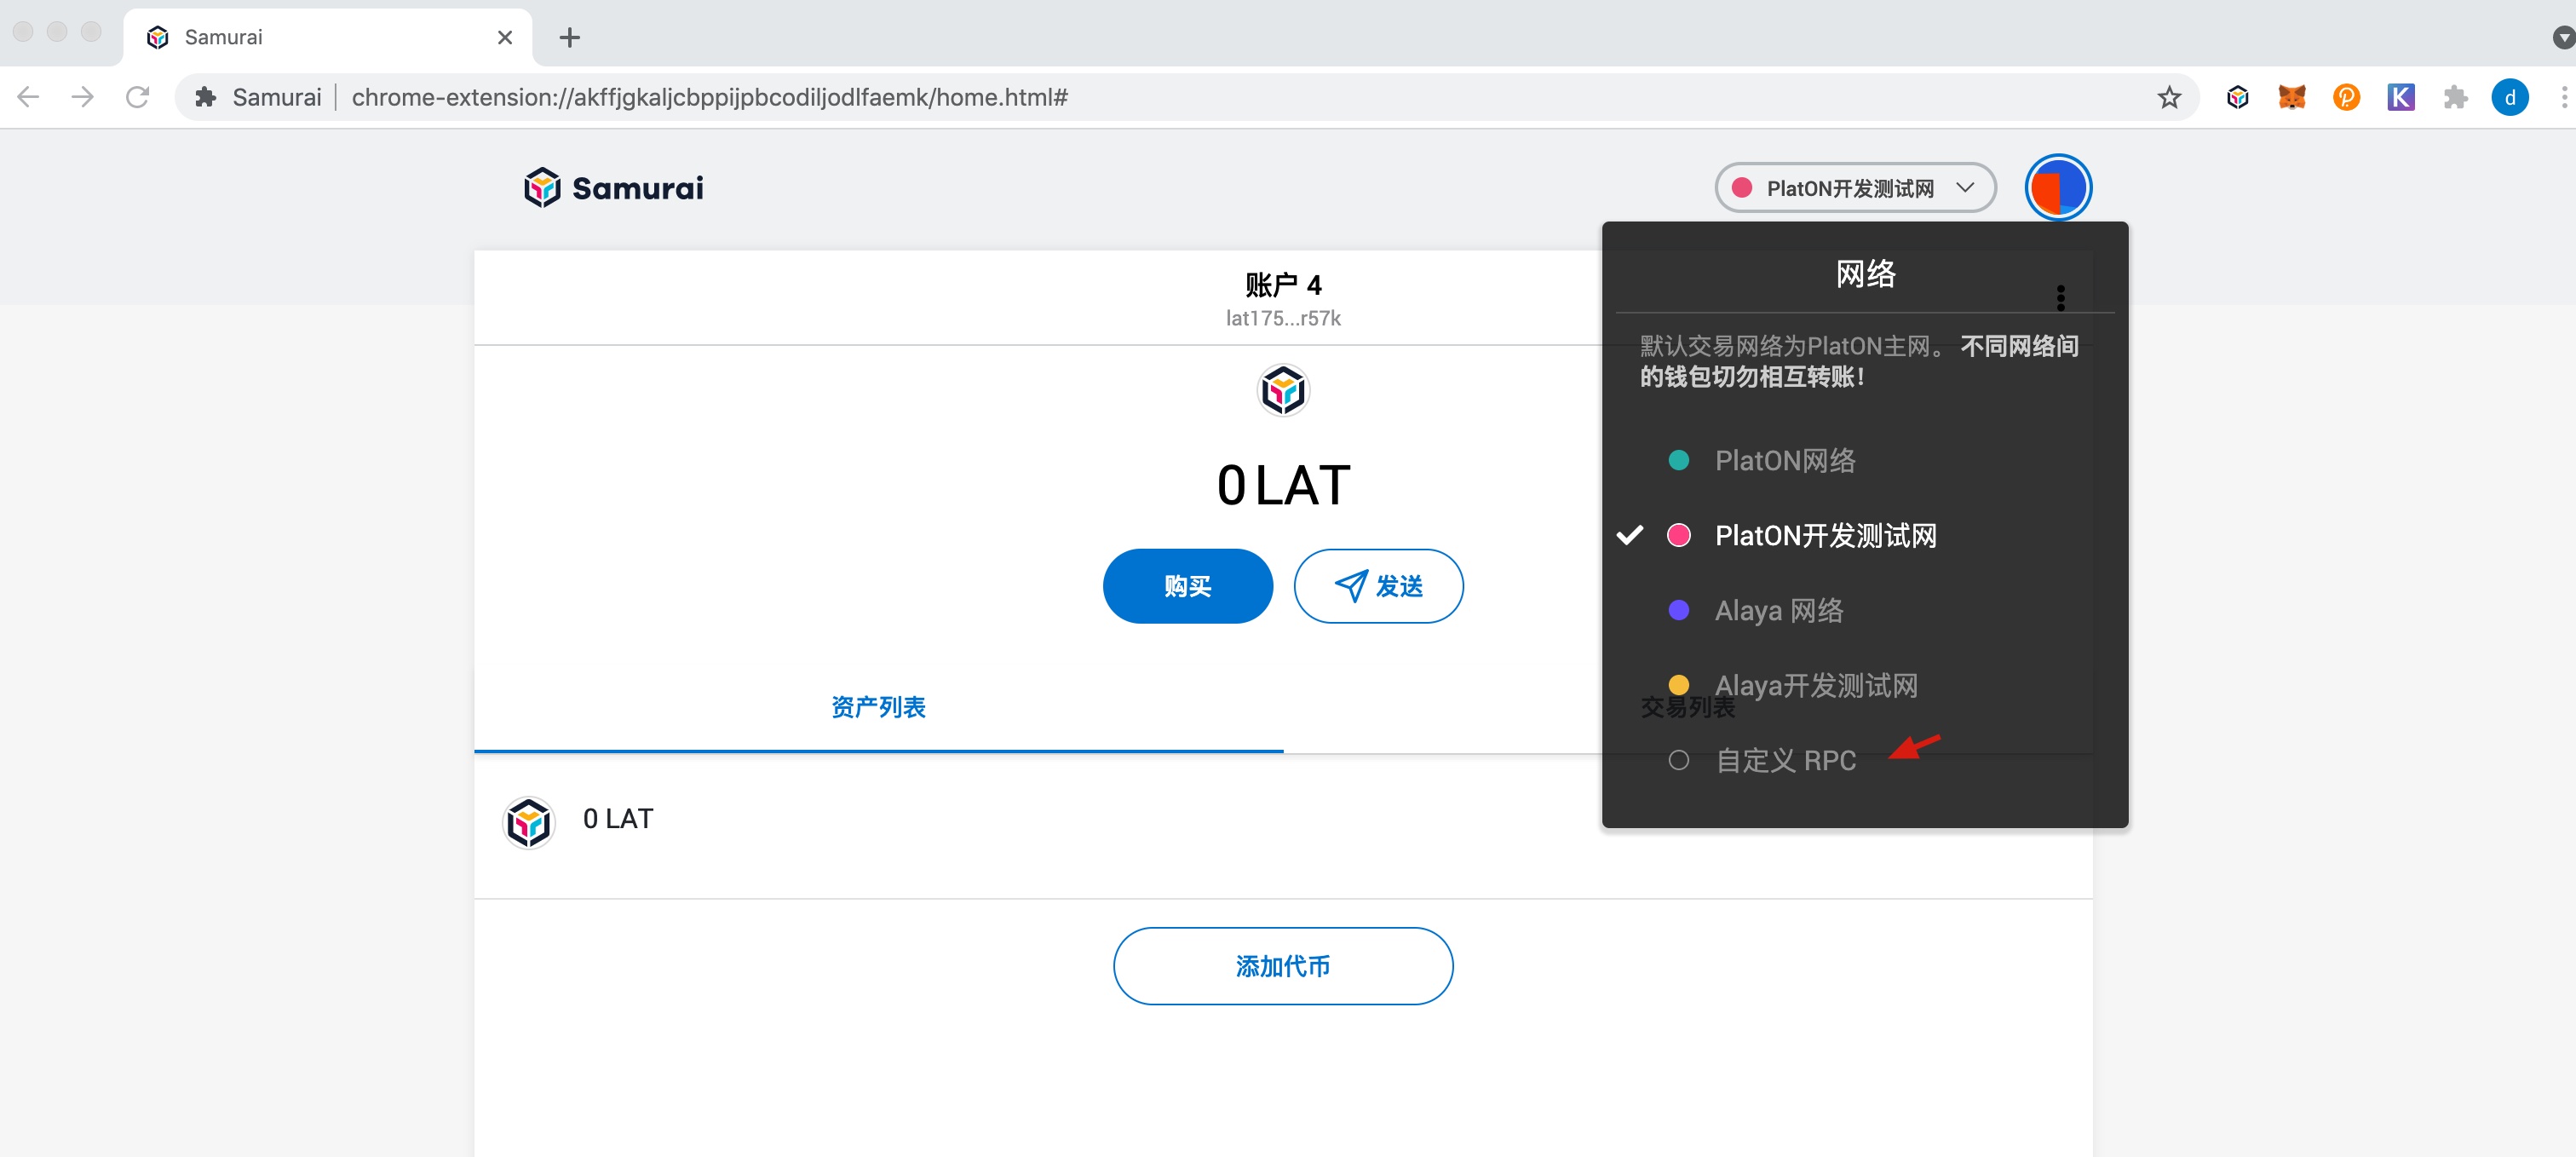 Samurai
Samurai
chrome-extension://akffjgkaljcbppijpbcodiljodlfaemk/home.html#
d
Samurai
PlatON开发测试网
账户 4
lat175...r57k
0 LAT
购买
发送
资产列表
交易列表
0 LAT
添加代币
网络
默认交易网络为PlatON主网。 不同网络间
的钱包切勿相互转账!
PlatON网络
PlatON开发测试网
Alaya 网络
Alaya开发测试网
自定义 RPC